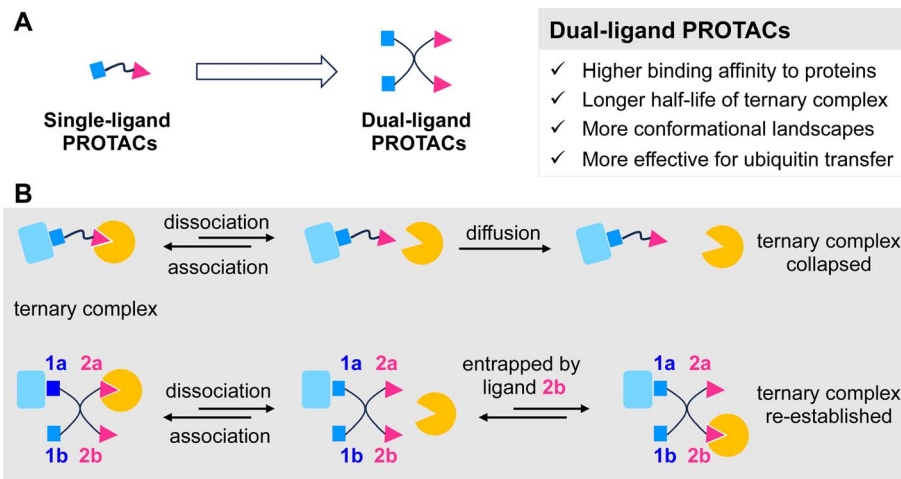 A
Single-ligand
PROTACs
Dual-ligand
PROTACs
Dual-ligand PROTACs
✓ Higher binding affinity to proteins
✓ Longer half-life of ternary complex
✓ More conformational landscapes
✓ More effective for ubiquitin transfer
B
dissociation
association
diffusion
ternary complex
collapsed
ternary complex
1a 2a
1b 2b
dissociation
association
1a 2a
1b 2b
entrapped by
ligand 2b
1a 2a
1b 2b
ternary complex
re-established